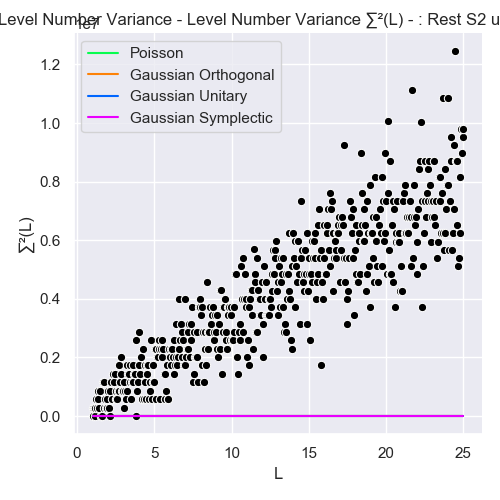 Level Number Variance - Level Number Variance ∑²(L) - : Rest S2 u
1e7
Poisson
Gaussian Orthogonal
Gaussian Unitary
Gaussian Symplectic
1.2
1.0
0.8
0.6
0.4
0.2
0.0
∑²(L)
0 5 10 15 20 25
L